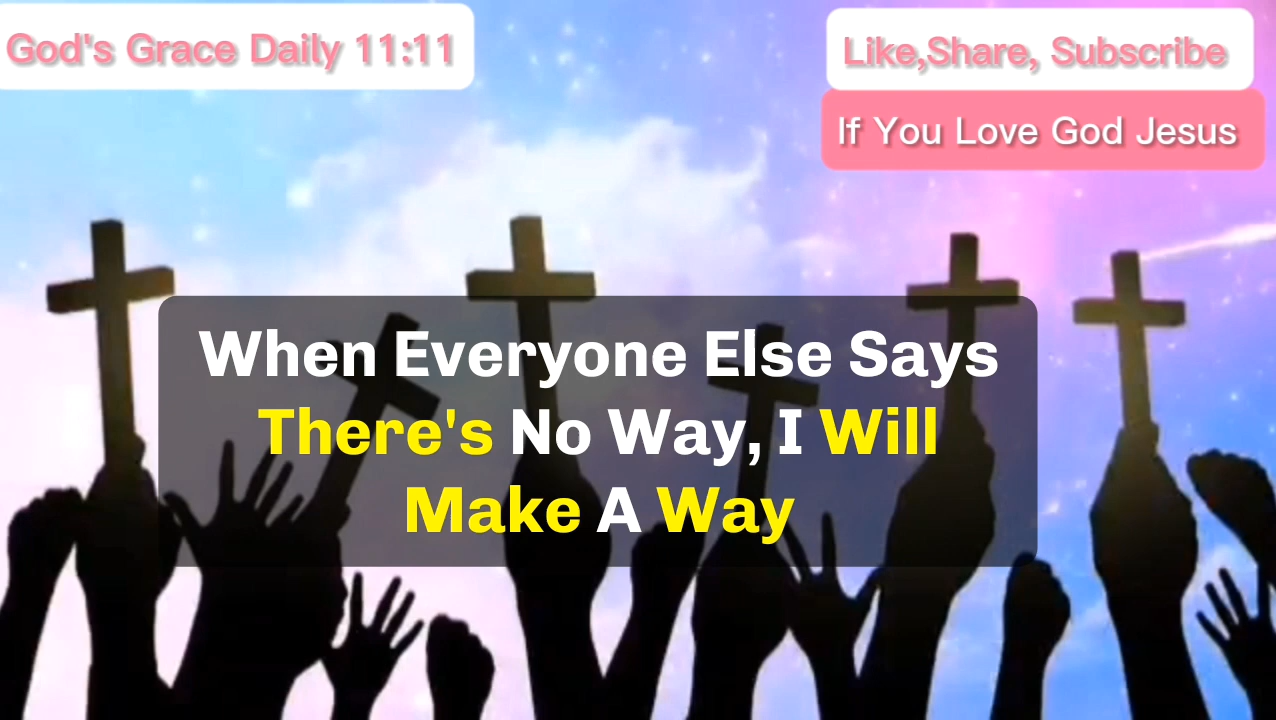 God's Grace Daily 11:11
Like,Share, Subscribe
If You Love God Jesus
When Everyone Else Says
There's No Way, I Will
Make A Way